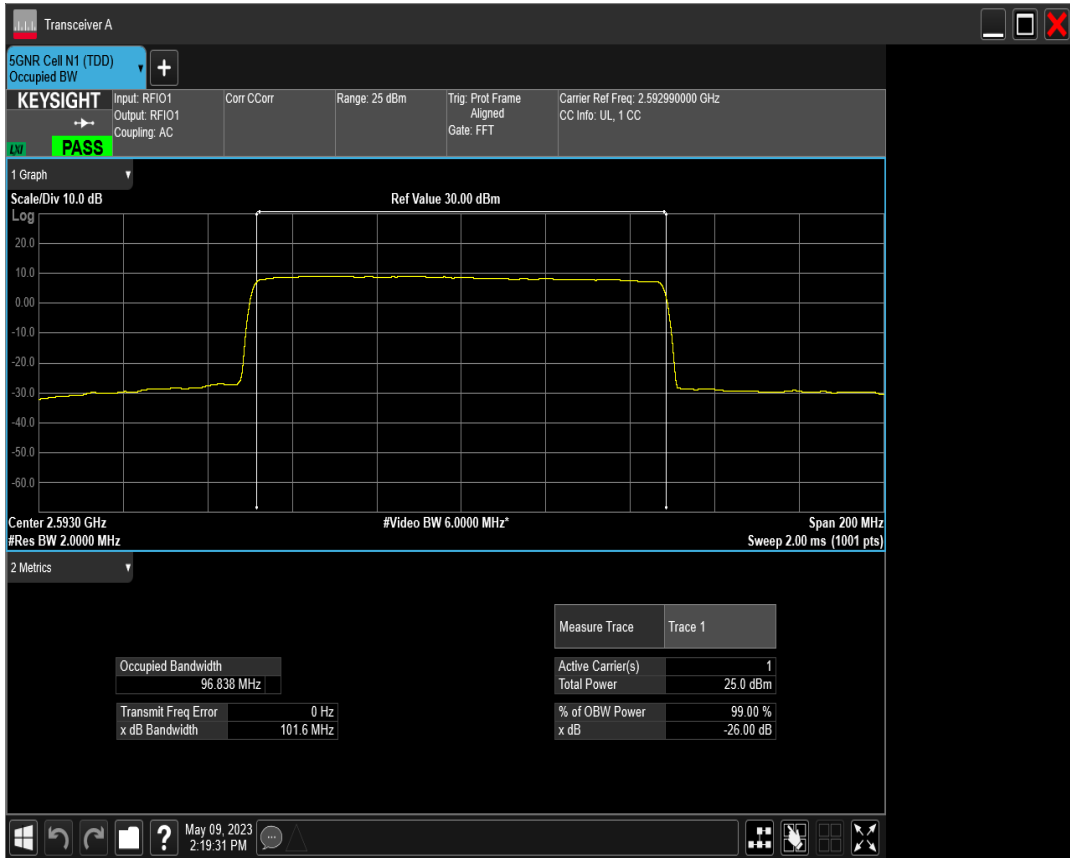 Transceiver A
5GNR Cell N1 (TDD)
Occupied BW
+
KEYSIGHT
LXI
PASS
Input: RFIO1
Output: RFIO1
Coupling: AC
Corr CCorr
Range: 25 dBm
Trig: Prot Frame
Aligned
Gate: FFT
Carrier Ref Freq: 2.592990000 GHz
CC Info: UL, 1 CC
1 Graph
Scale/Div 10.0 dB
Ref Value 30.00 dBm
Log
20.0
10.0
0.00
-10.0
-20.0
-30.0
-40.0
-50.0
-60.0
Center 2.5930 GHz
#Video BW 6.0000 MHz*
Span 200 MHz
#Res BW 2.0000 MHz
Sweep 2.00 ms (1001 pts)
2 Metrics
Measure Trace Trace 1
Occupied Bandwidth
96.838 MHz
Active Carrier(s) 1
Total Power 25.0 dBm
Transmit Freq Error 0 Hz
x dB Bandwidth 101.6 MHz
% of OBW Power 99.00 %
x dB -26.00 dB
?
May 09, 2023
2:19:31 PM